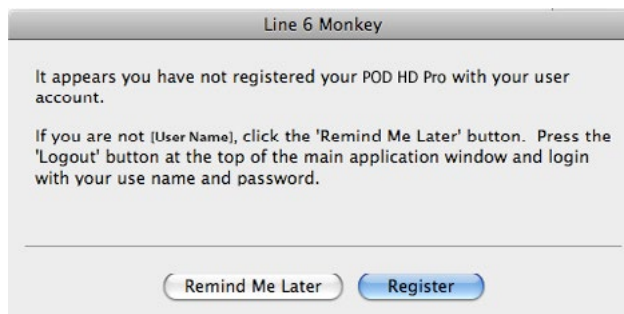 Line 6 Monkey
It appears you have not registered your POD HD Pro with your user
account.
If you are not [User Name], click the 'Remind Me Later' button. Press the
'Logout' button at the top of the main application window and login
with your use name and password.
Remind Me Later
Register